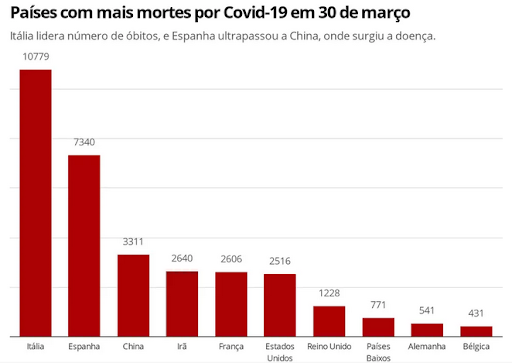 Países com mais mortes por Covid-19 em 30 de março
Itália lidera número de óbitos, e Espanha ultrapassou a China, onde surgiu a doença.
10779
7340
3311
2640
2606
2516
1228
771
541
431
Itália
Espanha
China
Irã
França
Estados
Unidos
Reino Unido
Países
Baixos
Alemanha
Bélgica